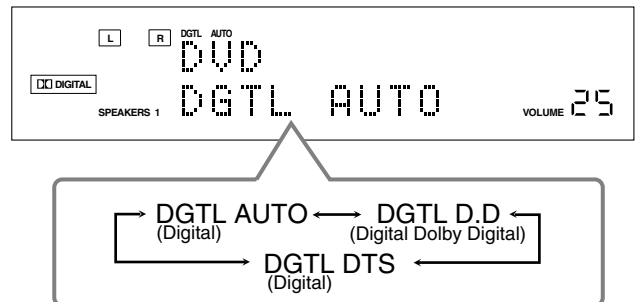 L R DGTL AUTO
DVD
DIGITAL
SPEAKERS 1 DGTL AUTO VOLUME 25
DGTL AUTO DGTL D.D
(Digital) (Digital Dolby Digital)
DGTL DTS
(Digital)